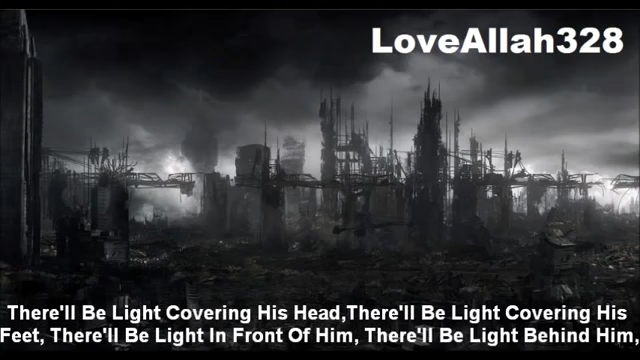 LoveAllah328
There'll Be Light Covering His Head,There'll Be Light Covering His
Feet, There'll Be Light In Front Of Him, There'll Be Light Behind Him,